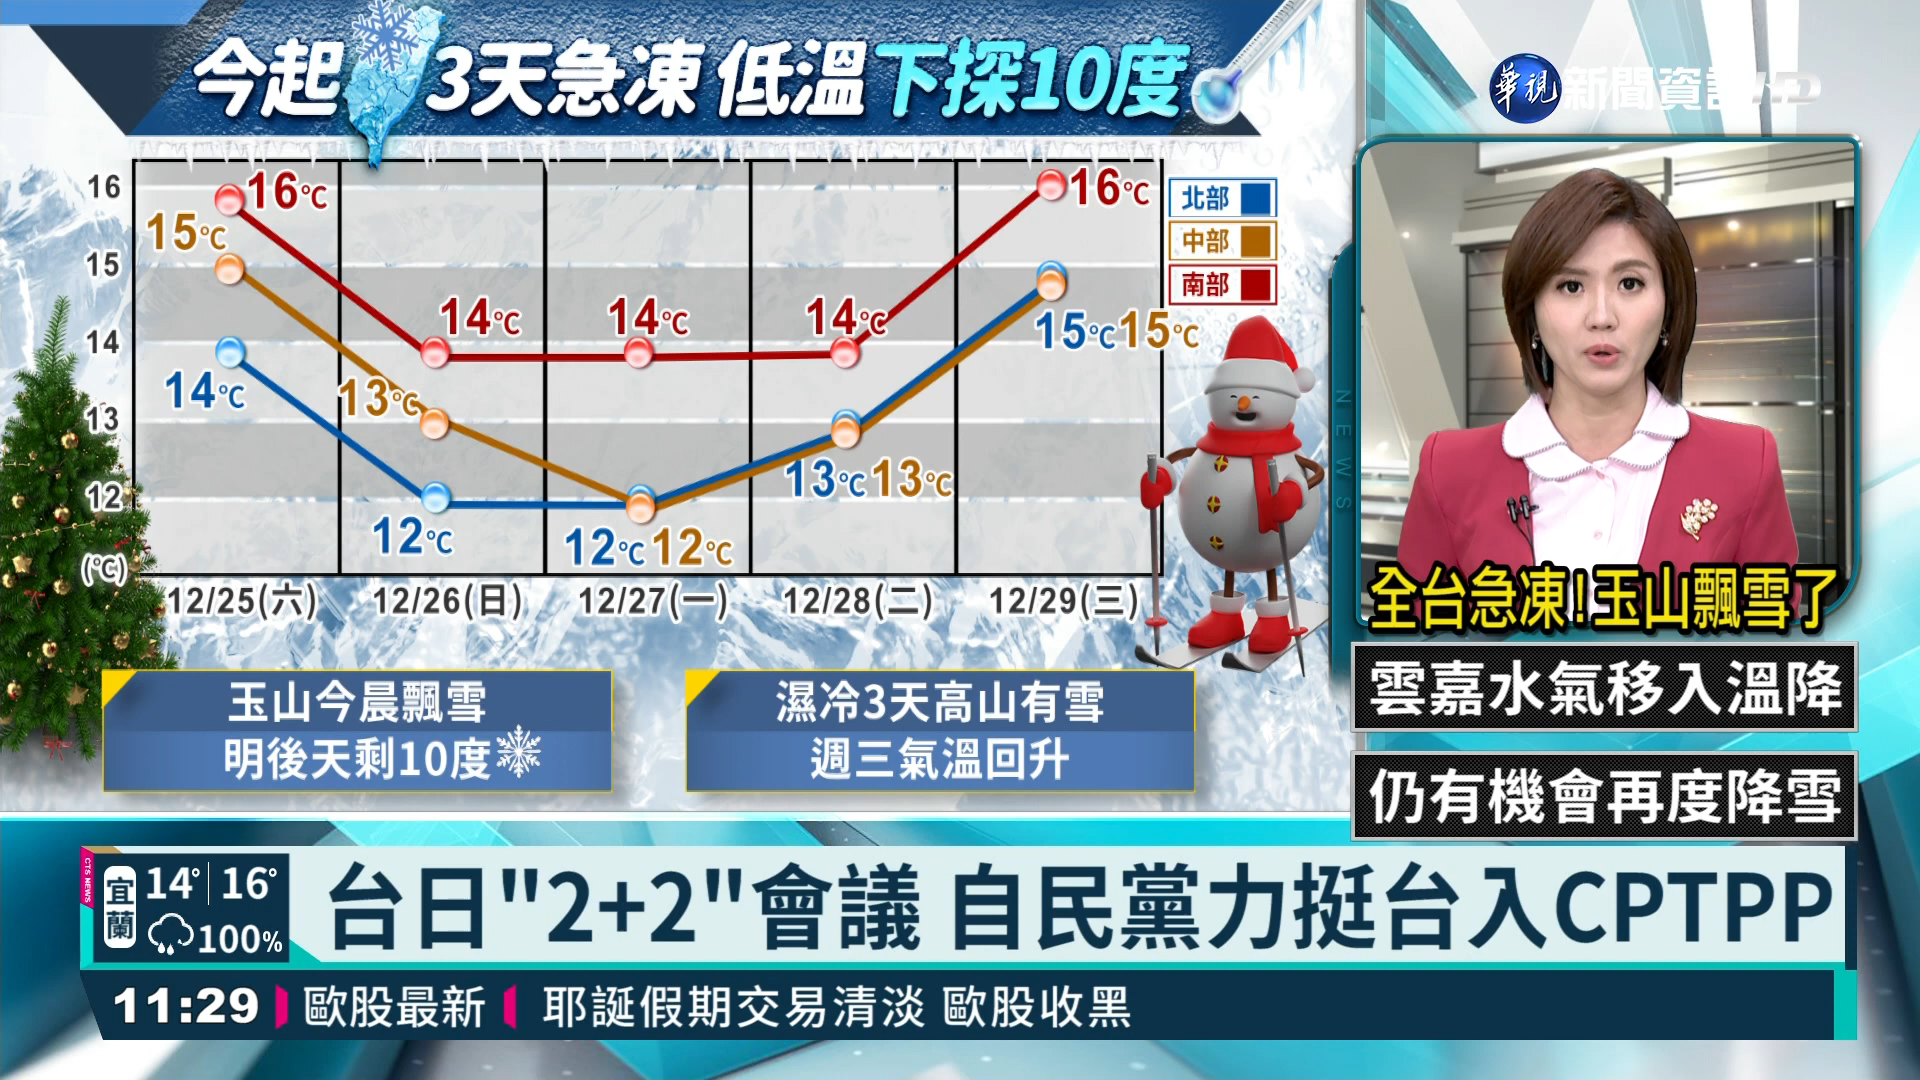 今起 3天急凍 低溫下探10度
華視新聞資訊 HD
16
15
14
13
12
(℃)
16℃
14℃
14℃
14℃
16℃
15℃
13℃
12℃
13℃
15℃
14℃
12℃
12℃
13℃
15℃
北部
中部
南部
12/25(六)
12/26(日)
12/27(一)
12/28(二)
12/29(三)
玉山今晨飄雪
明後天剩10度
濕冷3天高山有雪
週三氣溫回升
NEWS
全台急凍!玉山飄雪了
雲嘉水氣移入溫降
仍有機會再度降雪
CTS NEWS
宜蘭
14° 16°
100%
台日"2+2"會議 自民黨力挺台入CPTPP
11:29 歐股最新 耶誕假期交易清淡 歐股收黑